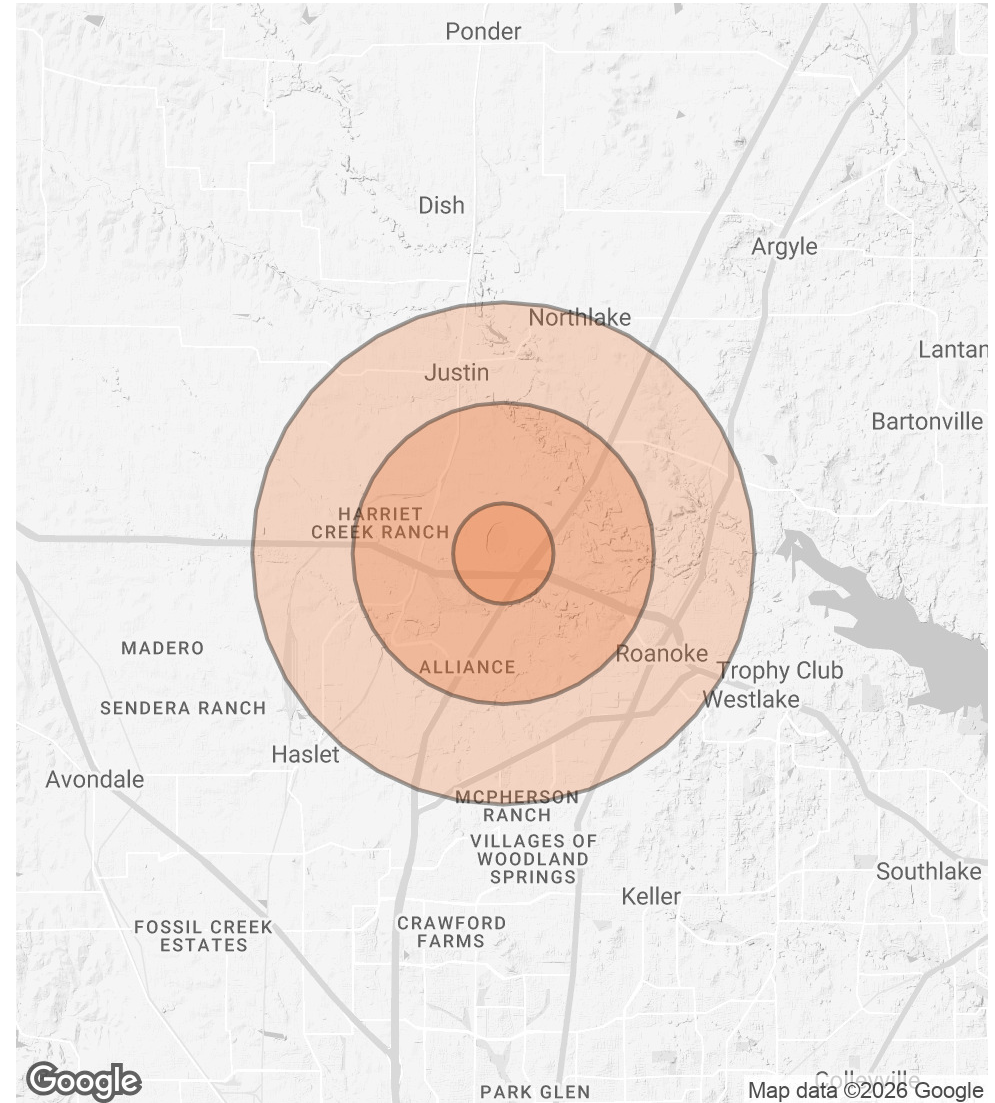 Ponder
Dish
Argyle
Northlake
Lantan
Justin
Bartonville
HARRIET
CREEK RANCH
MADERO
Roanoke
ALLIANCE
Trophy Club
Westlake
SENDERA RANCH
Haslet
Avondale
MCPHERSON
RANCH
VILLAGES OF
WOODLAND
SPRINGS
Southlake
Keller
FOSSIL CREEK
ESTATES
CRAWFORD
FARMS
Colleyville
Google
PARK GLEN
Map data ©2026 Google